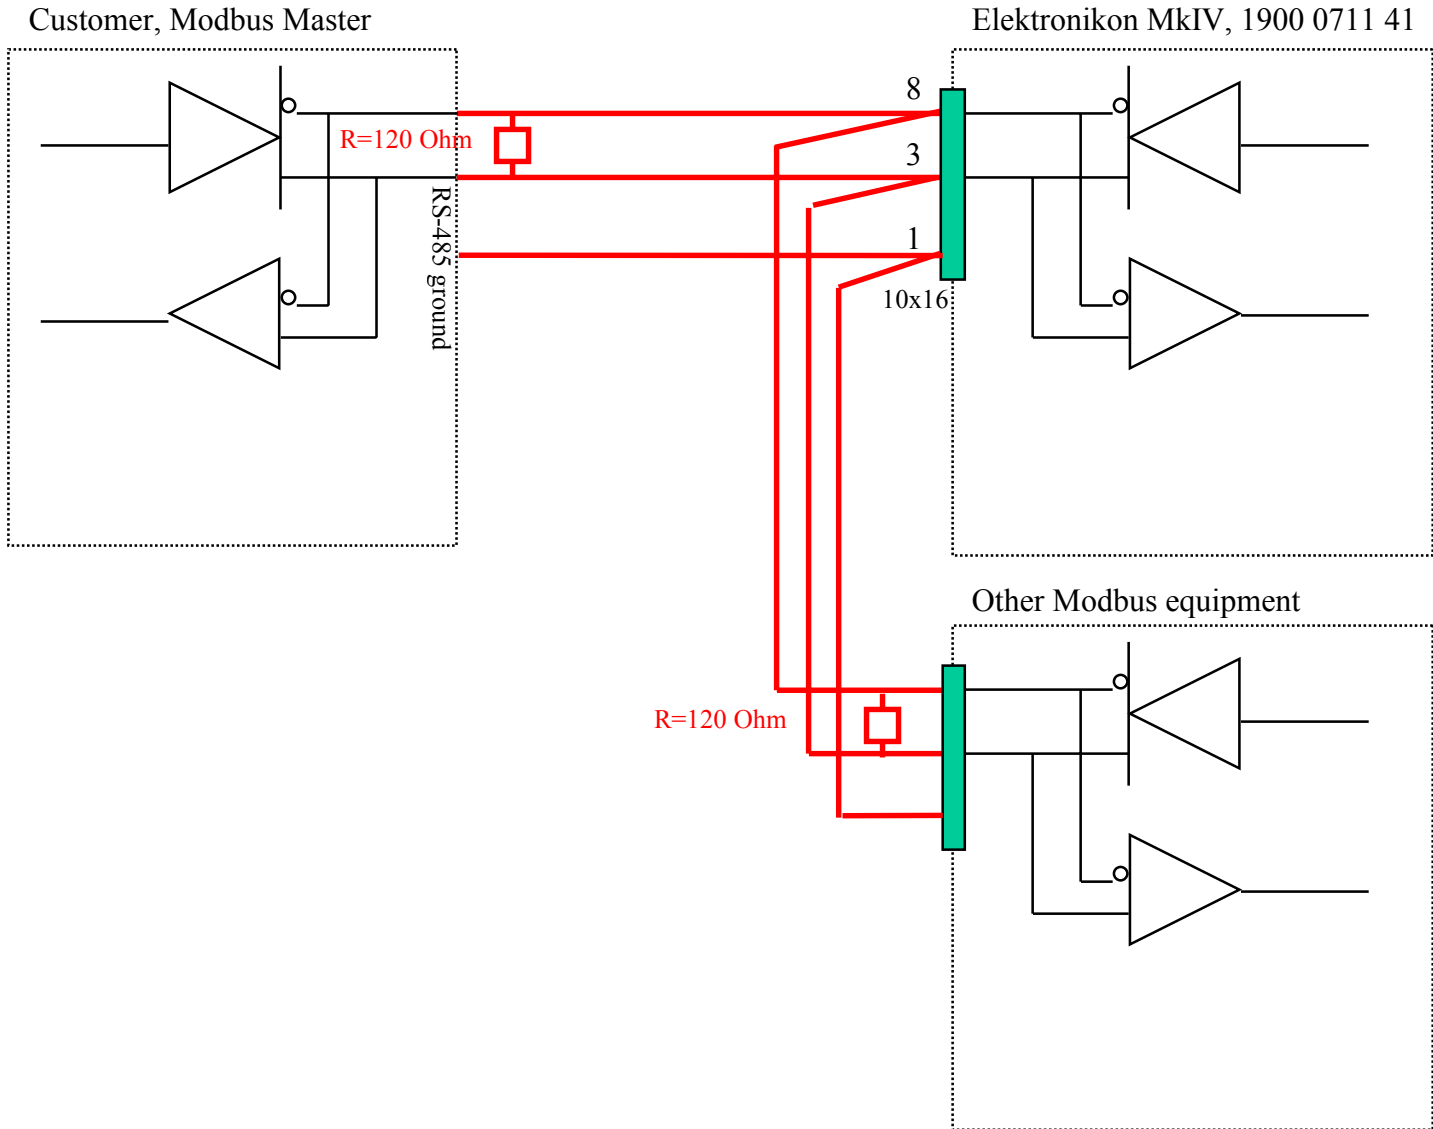 Customer, Modbus Master
Elektronikon MkIV, 1900 0711 41
8
R=120 Ohm
3
RS-485 ground
1
10x16
Other Modbus equipment
R=120 Ohm